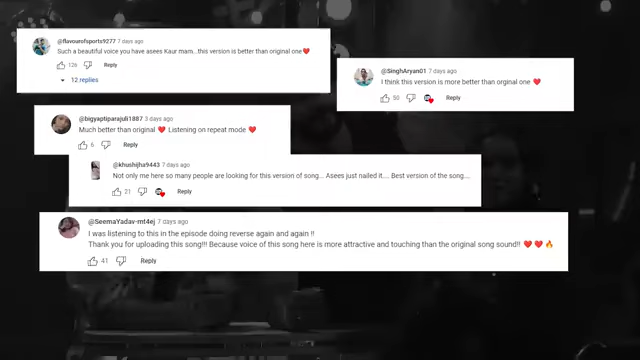 @flavourofsports9277 7 days ago
Such a beautiful voice you have asees Kaur mam...this version is better than original one❤️
126 Reply
12 replies
@SinghAryan01 7 days ago
I think this version is more better than orginal one ❤️
50 Reply
@bigyaptiparajuli1887 3 days ago
Much better than original ❤️ Listening on repeat mode ❤️
6 Reply
@khushijha9443 7 days ago
Not only me here so many people are looking for this version of song... Asees just nailed it.... Best version of the song....
21 Reply
@SeemaYadav-mt4ej 7 days ago
I was listening to this in the episode doing reverse again and again !!
Thank you for uploading this song!!! Because voice of this song here is more attractive and touching than the original song sound!! ❤️ ❤️ 🔥
41 Reply